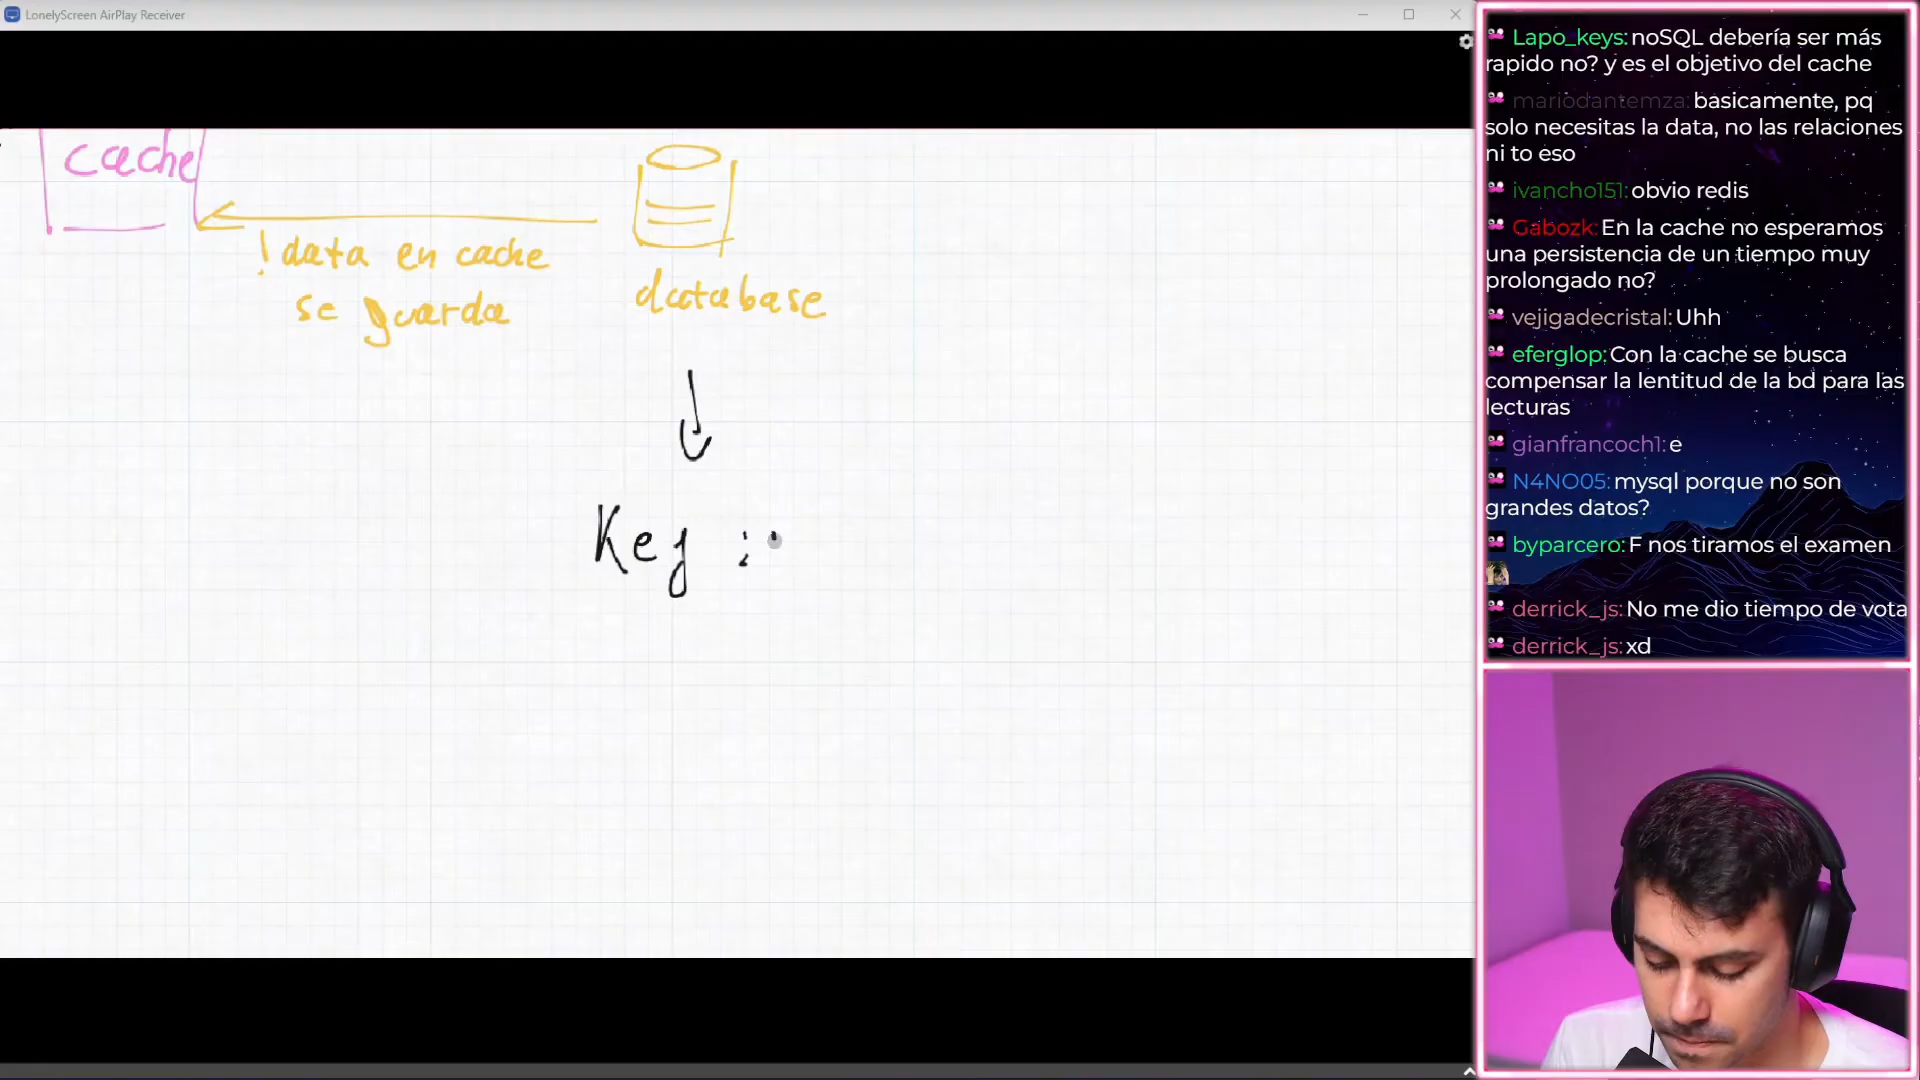 LonelyScreen AirPlay Receiver
cache
! data en cache
se guarda
database
Key :
Lapo_keys: noSQL debería ser más
rapido no? y es el objetivo del cache
mariodantemza: basicamente, pq
solo necesitas la data, no las relaciones
ni to eso
ivancho151: obvio redis
Gabozk: En la cache no esperamos
una persistencia de un tiempo muy
prolongado no?
vejigadecristal: Uhh
eferglop: Con la cache se busca
compensar la lentitud de la bd para las
lecturas
gianfrancoch1: e
N4NO05: mysql porque no son
grandes datos?
byparcero: F nos tiramos el examen
derrick_js: No me dio tiempo de vota
derrick_js: xd